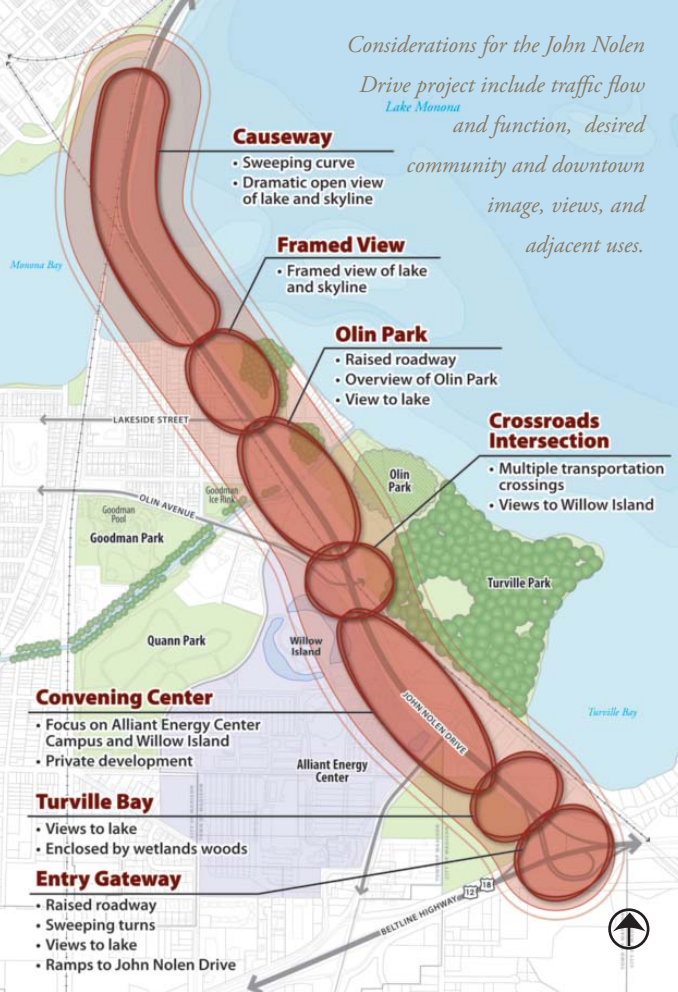 Considerations for the John Nolen
Drive project include traffic flow
Lake Monona
and function, desired
community and downtown
image, views, and
adjacent uses.
Causeway
• Sweeping curve
• Dramatic open view
of lake and skyline
Monona Bay
Framed View
• Framed view of lake
and skyline
Olin Park
• Raised roadway
• Overview of Olin Park
• View to lake
LAKESIDE STREET
Crossroads
Intersection
• Multiple transportation
crossings
• Views to Willow Island
Olin
Park
Goodman
Ice Rink
OLIN AVENUE
Goodman
Pool
Goodman Park
Turville Park
Quann Park
Willow
Island
Convening Center
• Focus on Alliant Energy Center
Campus and Willow Island
• Private development
JOHN NOLEN DRIVE
Turville Bay
Alliant Energy
Center
Turville Bay
• Views to lake
• Enclosed by wetlands woods
Entry Gateway
• Raised roadway
• Sweeping turns
• Views to lake
• Ramps to John Nolen Drive
BELTLINE HIGHWAY
12
18